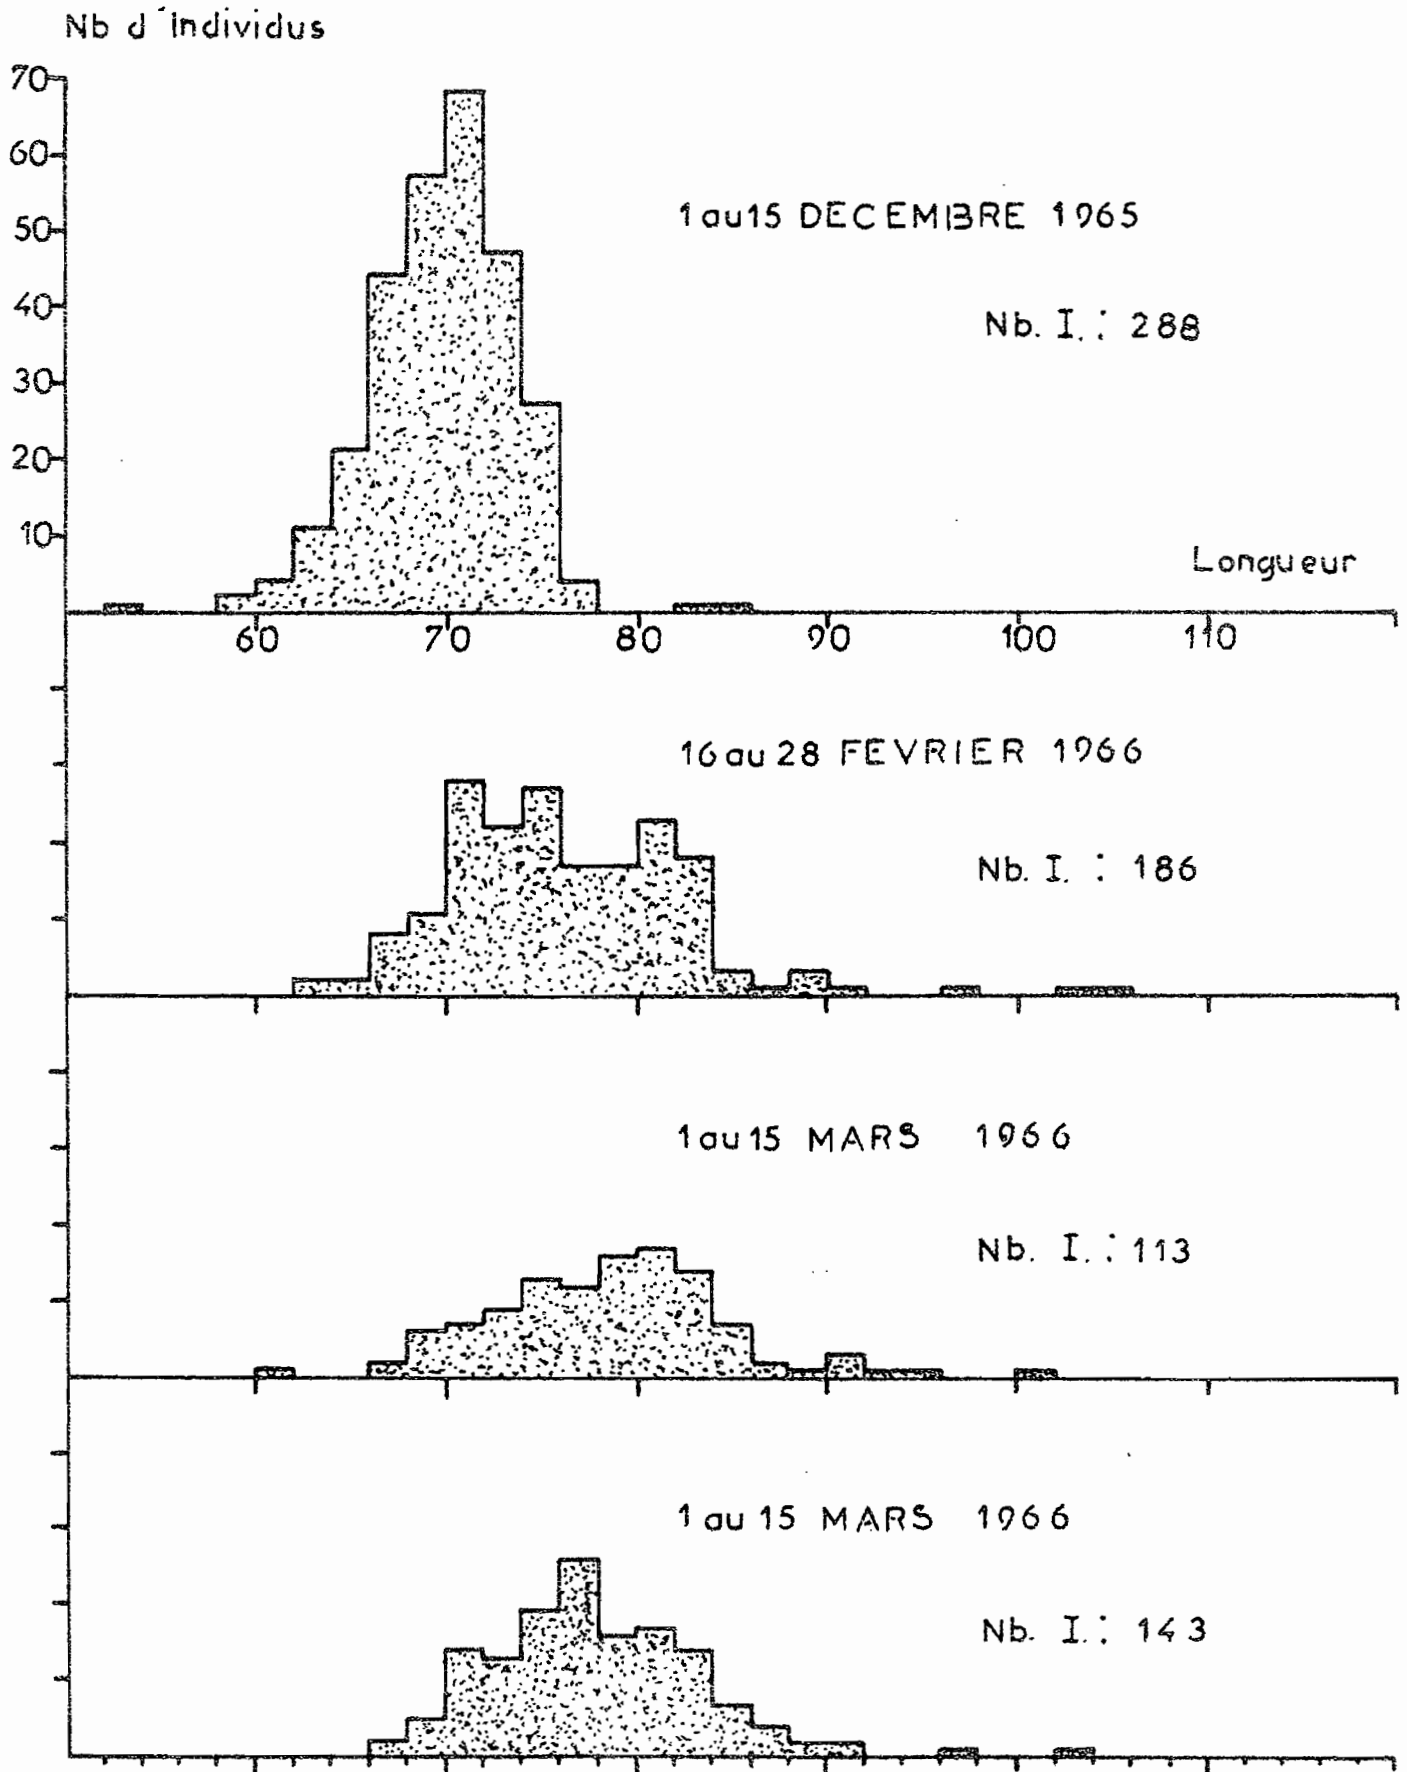 Nb d'Individus
70
60
50
40
30
20
10
1 au 15 DECEMBRE 1965
Nb. I. : 288
Longueur
60 70 80 90 100 110
16 au 28 FEVRIER 1966
Nb. I. : 186
1 au 15 MARS 1966
Nb. I. : 113
1 au 15 MARS 1966
Nb. I. : 143